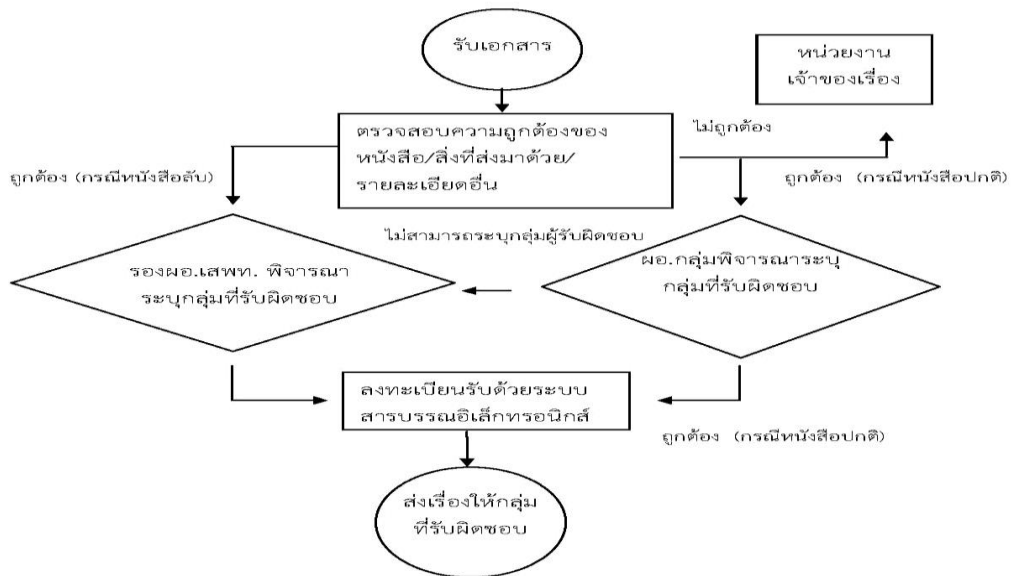 รับเอกสาร
หน่วยงาน
เจ้าของเรื่อง
ตรวจสอบความถูกต้องของ
หนังสือ/สิ่งที่ส่งมาด้วย/
รายละเอียดอื่น
ไม่ถูกต้อง
ถูกต้อง (กรณีหนังสือลับ)
ถูกต้อง (กรณีหนังสือปกติ)
ไม่สามารถระบุกลุ่มผู้รับผิดชอบ
รองผอ.เสพท. พิจารณา
ระบุกลุ่มที่รับผิดชอบ
ผอ.กลุ่มพิจารณาระบุ
กลุ่มที่รับผิดชอบ
ลงทะเบียนรับด้วยระบบ
สารบรรณอิเล็กทรอนิกส์
ถูกต้อง (กรณีหนังสือปกติ)
ส่งเรื่องให้กลุ่ม
ที่รับผิดชอบ